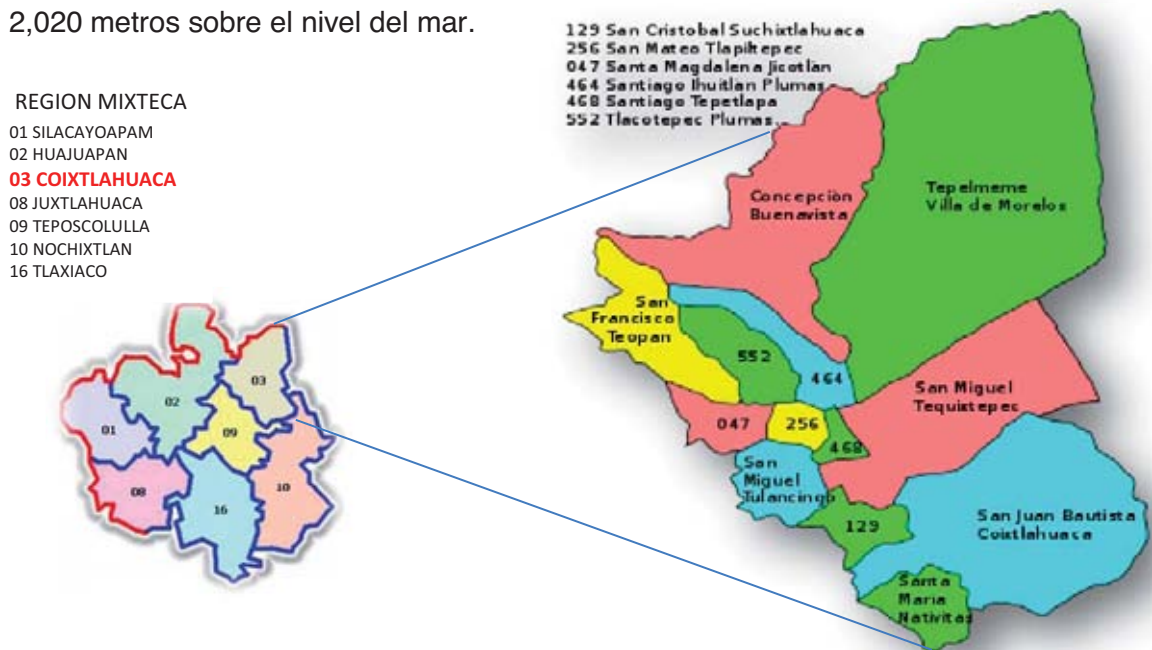 2,020 metros sobre el nivel del mar.
REGION MIXTECA
01 SILACAYOAPAM
02 HUAJUAPAN
03 COIXTLAHUACA
08 JUXTLAHUACA
09 TEPOSCOLULLA
10 NOCHIXTLAN
16 TLAXIACO
129 San Cristobal Suchixtlahuaca
256 San Mateo Tlapiltepec
047 Santa Magdalena Jicotlan
464 Santiago Ihuitlan Plumas
468 Santiago Tepetlapa
552 Tlacotepec Plumas
Concepciòn
Buenavista
Tepelmeme
Villa de Morelos
San
Francisco
Teopan
552
464
San Miguel
Tequixtepec
047
256
468
San
Miguel
Tulancingo
129
San Juan Bautista
Coixtlahuaca
Santa
Maria
Nativitas
03
02
01
09
08
10
16